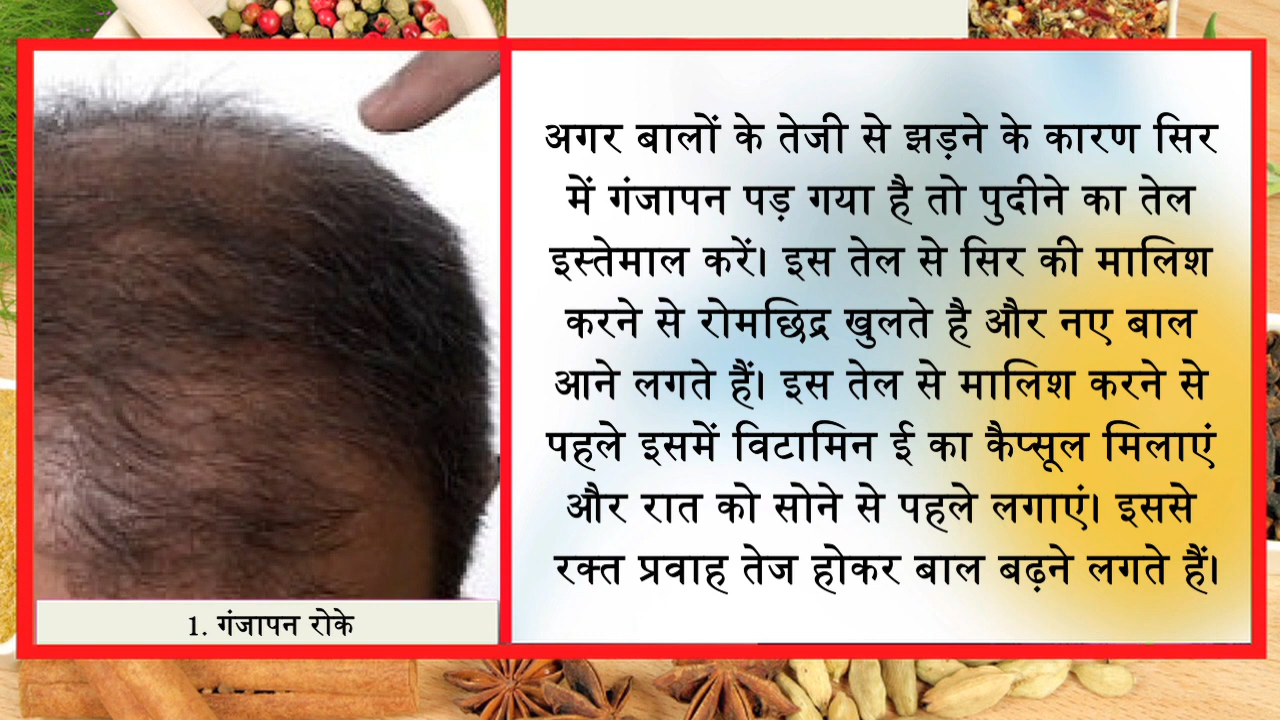 अगर बालों के तेजी से झड़ने के कारण सिर
में गंजापन पड़ गया है तो पुदीने का तेल
इस्तेमाल करें। इस तेल से सिर की मालिश
करने से रोमछिद्र खुलते है और नए बाल
आने लगते हैं। इस तेल से मालिश करने से
पहले इसमें विटामिन ई का कैप्सूल मिलाएं
और रात को सोने से पहले लगाएं। इससे
रक्त प्रवाह तेज होकर बाल बढ़ने लगते हैं।
1. गंजापन रोके